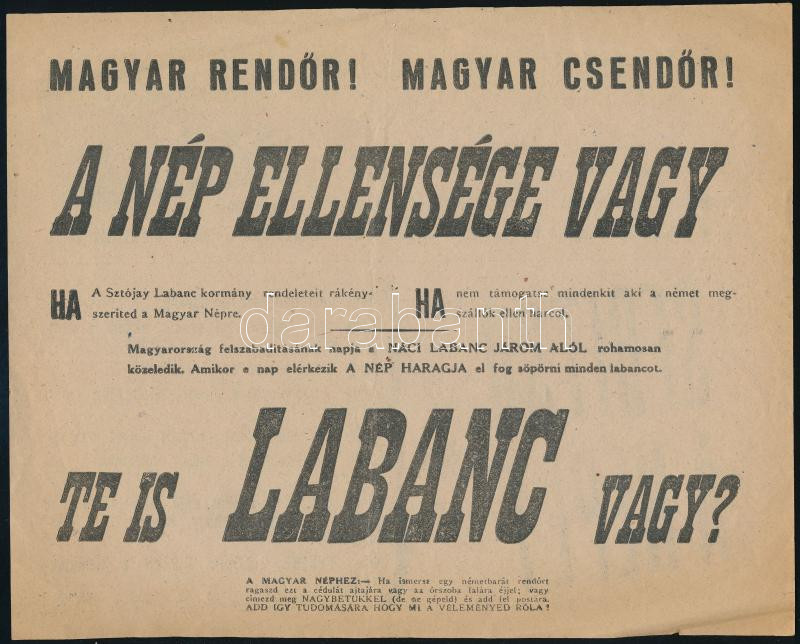 MAGYAR RENDŐR! MAGYAR CSENDŐR!
A NÉP ELLENSÉGE VAGY
HA A Sztójay Labanc kormány rendeleteit rákény-
szerited a Magyar Népre.
HA nem támogatsz mindenkit aki a német meg-
szállók ellen harcol.
darabanth
Magyarország felszabadításának napja a NÁCI LABANC JÁROM ALÓL rohamosan
közeledik. Amikor e nap elérkezik A NÉP HARAGJA el fog söpörni minden labancot.
TE IS LABANC VAGY?
A MAGYAR NÉPHEZ:— Ha ismersz egy németbarát rendőrt
ragaszd ezt a cédulát ajtajára vagy az őrszoba falára éjjel; vagy
cimezd meg NAGYBETŰKKEL (de ne gépeld) és add fel postára.
ADD IGY TUDOMÁSÁRA HOGY MI A VÉLEMÉNYED RÓLA!